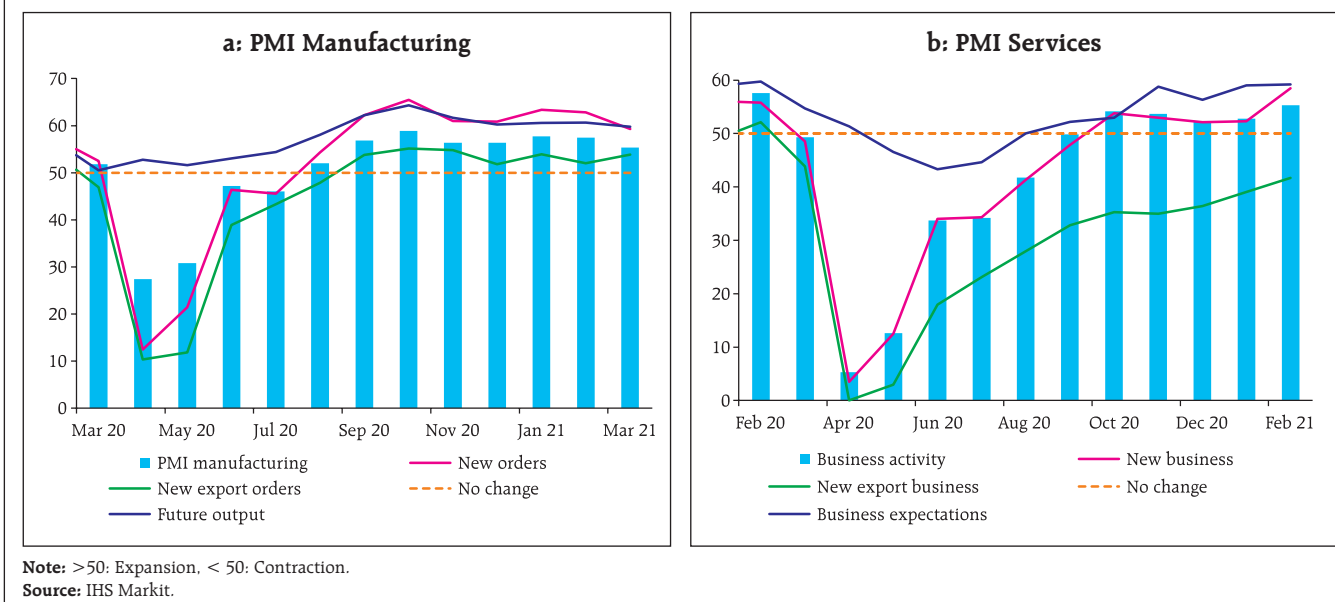 a: PMI Manufacturing
70
60
50
40
30
20
10
0
Mar 20 May 20 Jul 20 Sep 20 Nov 20 Jan 21 Mar 21
PMI manufacturing New orders
New export orders No change
Future output
b: PMI Services
60
50
40
30
20
10
0
Feb 20 Apr 20 Jun 20 Aug 20 Oct 20 Dec 20 Feb 21
Business activity New business
New export business No change
Business expectations
Note: >50: Expansion, < 50: Contraction.
Source: IHS Markit.